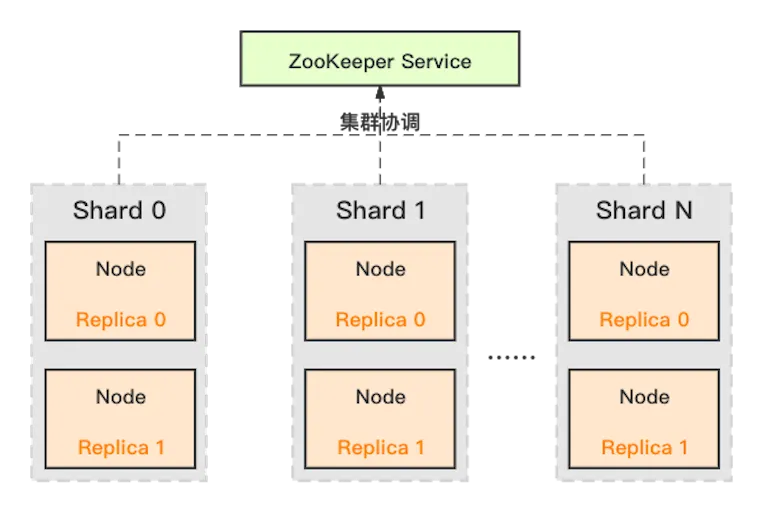 ZooKeeper Service
集群协调
Shard 0
Shard 1
Shard N
Node
Node
Node
Replica 0
Replica 0
Replica 0
......
Node
Node
Node
Replica 1
Replica 1
Replica 1